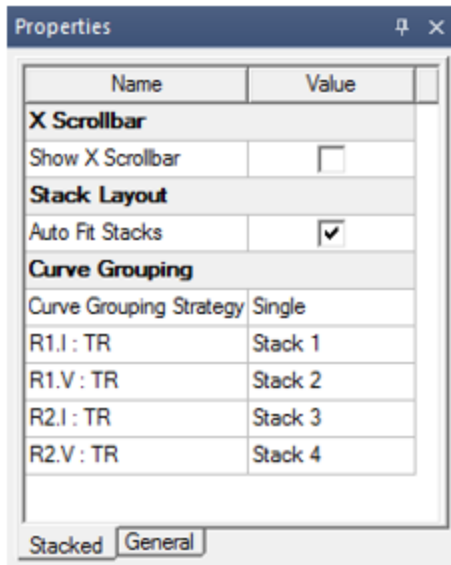 Properties
Name Value
X Scrollbar
Show X Scrollbar
Stack Layout
Auto Fit Stacks
Curve Grouping
Curve Grouping Strategy Single
R1.I : TR Stack 1
R1.V : TR Stack 2
R2.I : TR Stack 3
R2.V : TR Stack 4
Stacked General